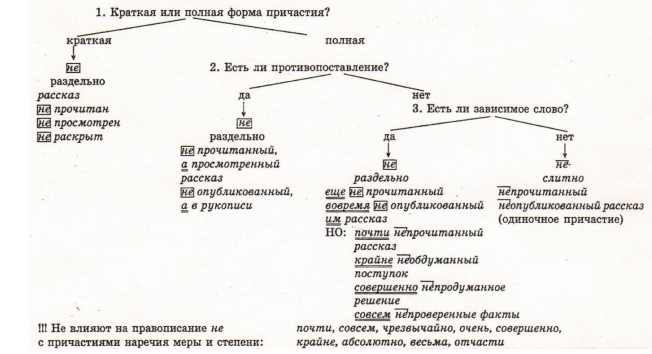 1. Краткая или полная форма причастия?
краткая полная
не
раздельно
рассказ
не прочитан
не просмотрен
не раскрыт
2. Есть ли противопоставление?
да нет
не
раздельно
не прочитанный,
а просмотренный
рассказ
не опубликованный,
а в рукописи
3. Есть ли зависимое слово?
да нет
не
раздельно
еще не прочитанный
вовремя не опубликованный
им рассказ
НО: почти непрочитанный
рассказ
крайне необдуманный
поступок
совершенно непродуманное
решение
совсем непроверенные факты
не-
слитно
непрочитанный
неопубликованный рассказ
(одиночное причастие)
!!! Не влияют на правописание не
с причастиями наречия меры и степени:
почти, совсем, чрезвычайно, очень, совершенно,
крайне, абсолютно, весьма, отчасти